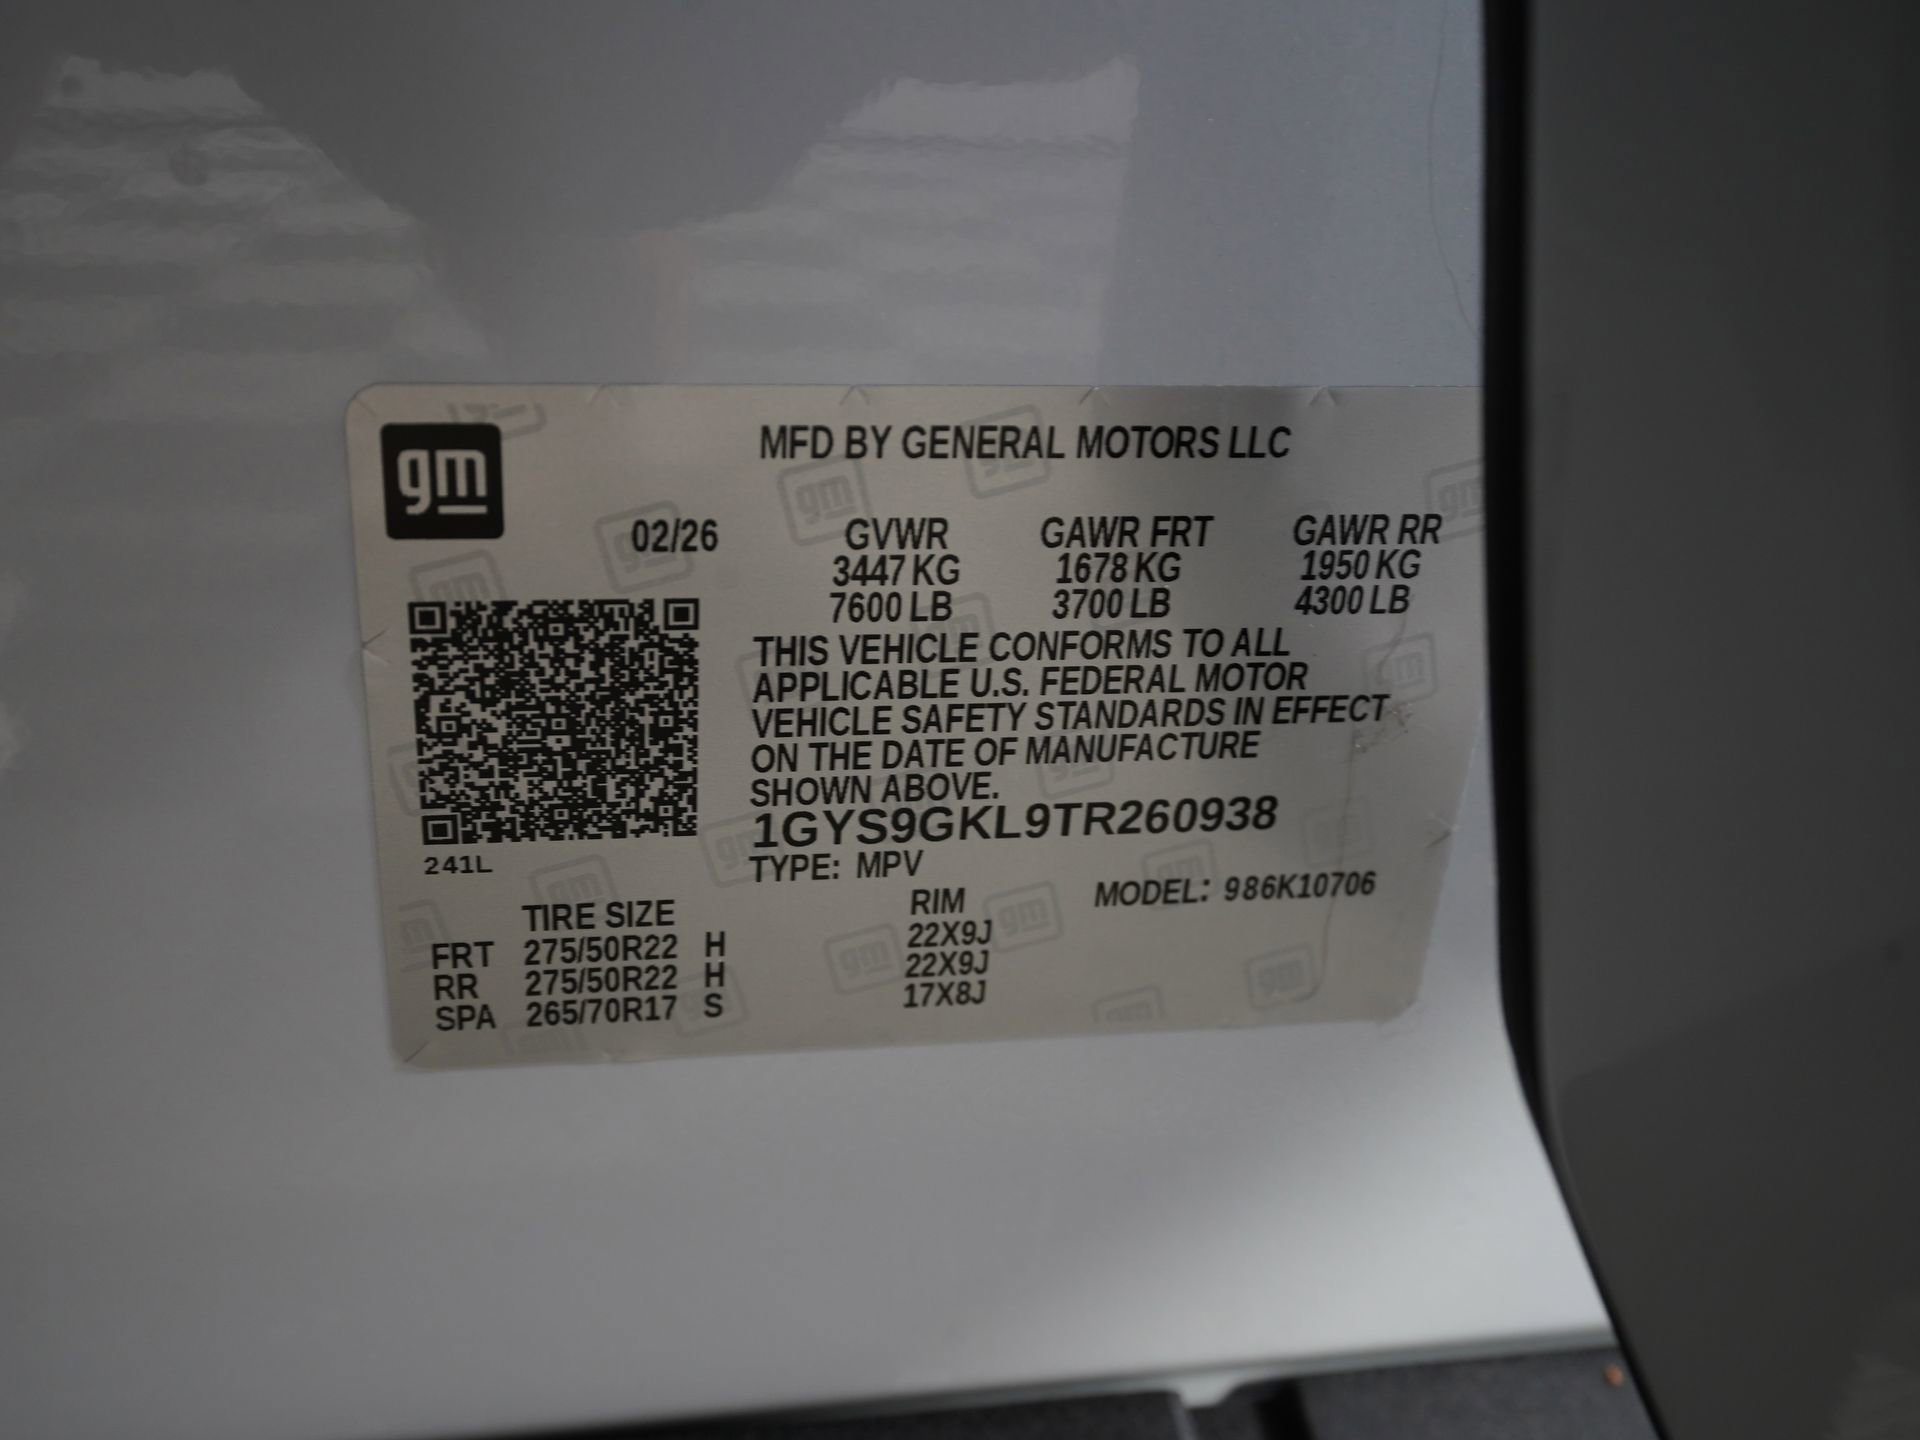 gm
MFD BY GENERAL MOTORS LLC
02/26
GVWR GAWR FRT GAWR RR
3447 KG 1678 KG 1950 KG
7600 LB 3700 LB 4300 LB
THIS VEHICLE CONFORMS TO ALL
APPLICABLE U.S. FEDERAL MOTOR
VEHICLE SAFETY STANDARDS IN EFFECT
ON THE DATE OF MANUFACTURE
SHOWN ABOVE.
1GYS9GKL9TR260938
241L
TYPE: MPV
MODEL: 986K10706
TIRE SIZE RIM
FRT 275/50R22 H 22X9J
RR 275/50R22 H 22X9J
SPA 265/70R17 S 17X8J